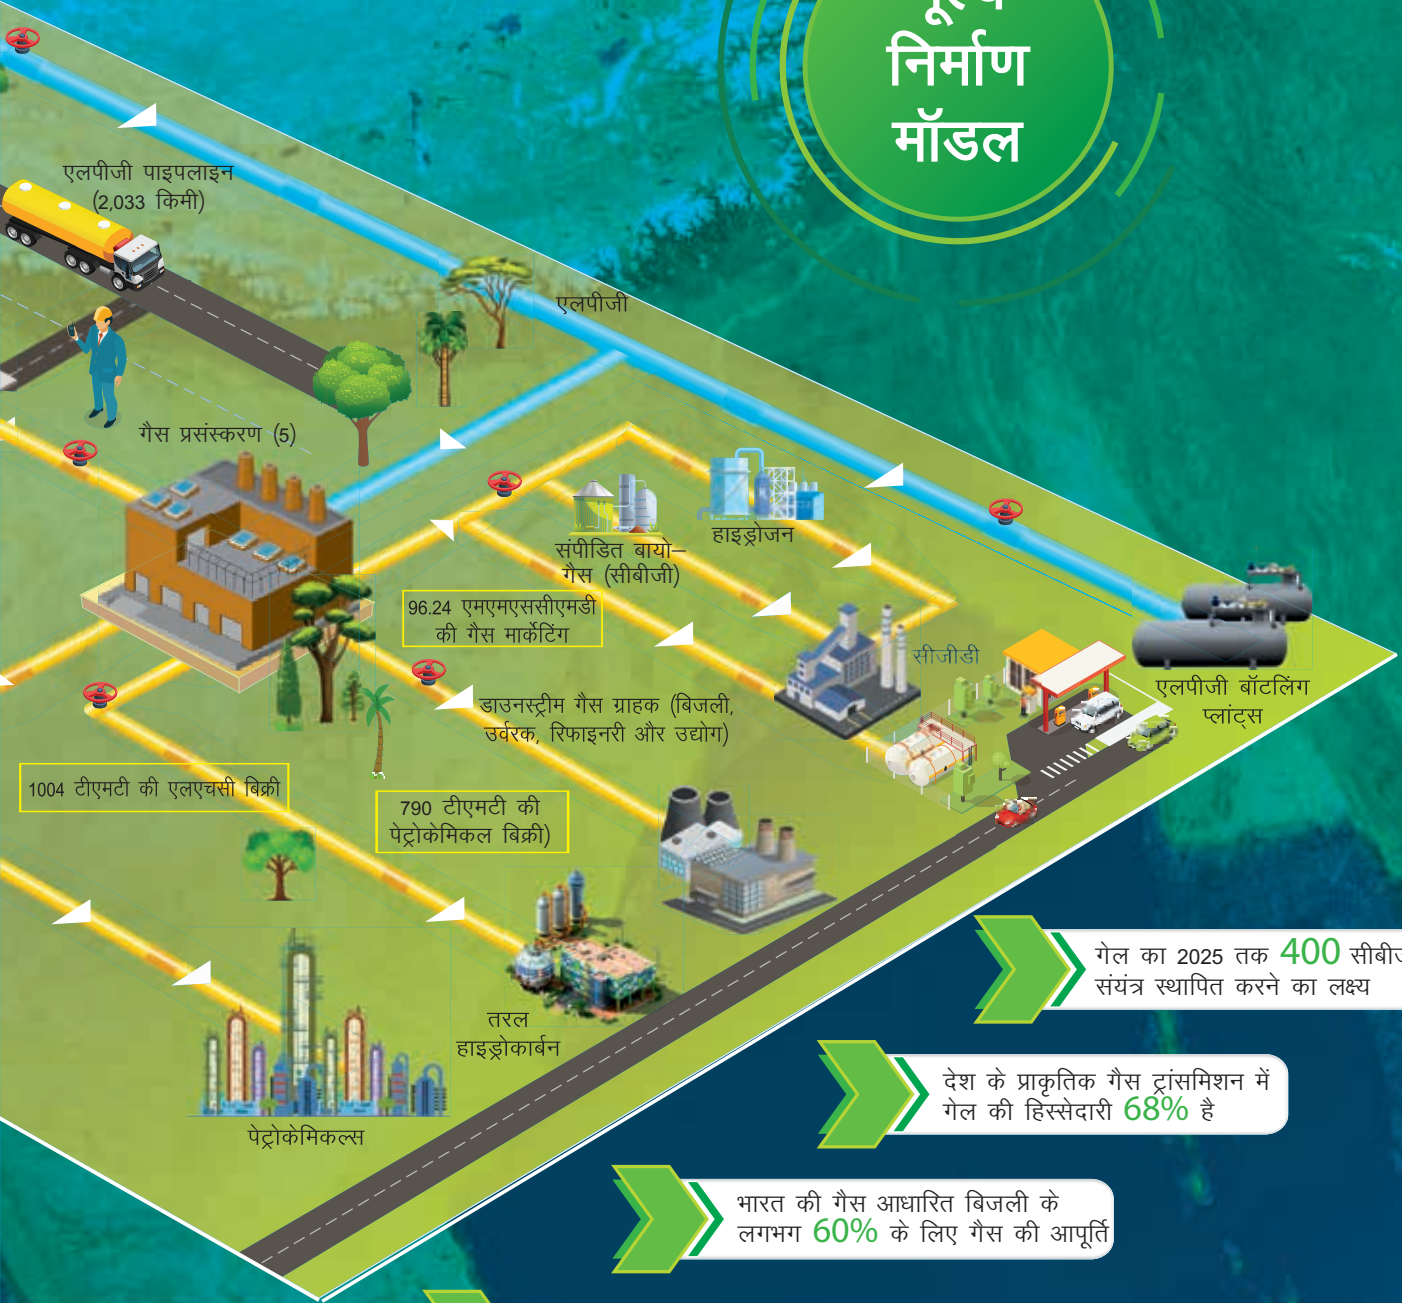 निर्माण
मॉडल
एलपीजी पाइपलाइन
(2,033 किमी)
एलपीजी
गैस प्रसंस्करण (5)
हाइड्रोजन
संपीडित बायो–
गैस (सीबीजी)
96.24 एमएमएससीएमडी
की गैस मार्केटिंग
सीजीडी
एलपीजी बॉटलिंग
प्लांट्स
डाउनस्ट्रीम गैस ग्राहक (बिजली,
उर्वरक, रिफाइनरी और उद्योग)
1004 टीएमटी की एलएचसी बिक्री
790 टीएमटी की
पेट्रोकेमिकल बिक्री)
तरल
हाइड्रोकार्बन
पेट्रोकेमिकल्स
गेल का 2025 तक 400
संयंत्र स्थापित करने का लक्ष्य
देश के प्राकृतिक गैस ट्रांसमिशन में
गेल की हिस्सेदारी 68% है
भारत की गैस आधारित बिजली के
लगभग 60% के लिए गैस की आपूर्ति